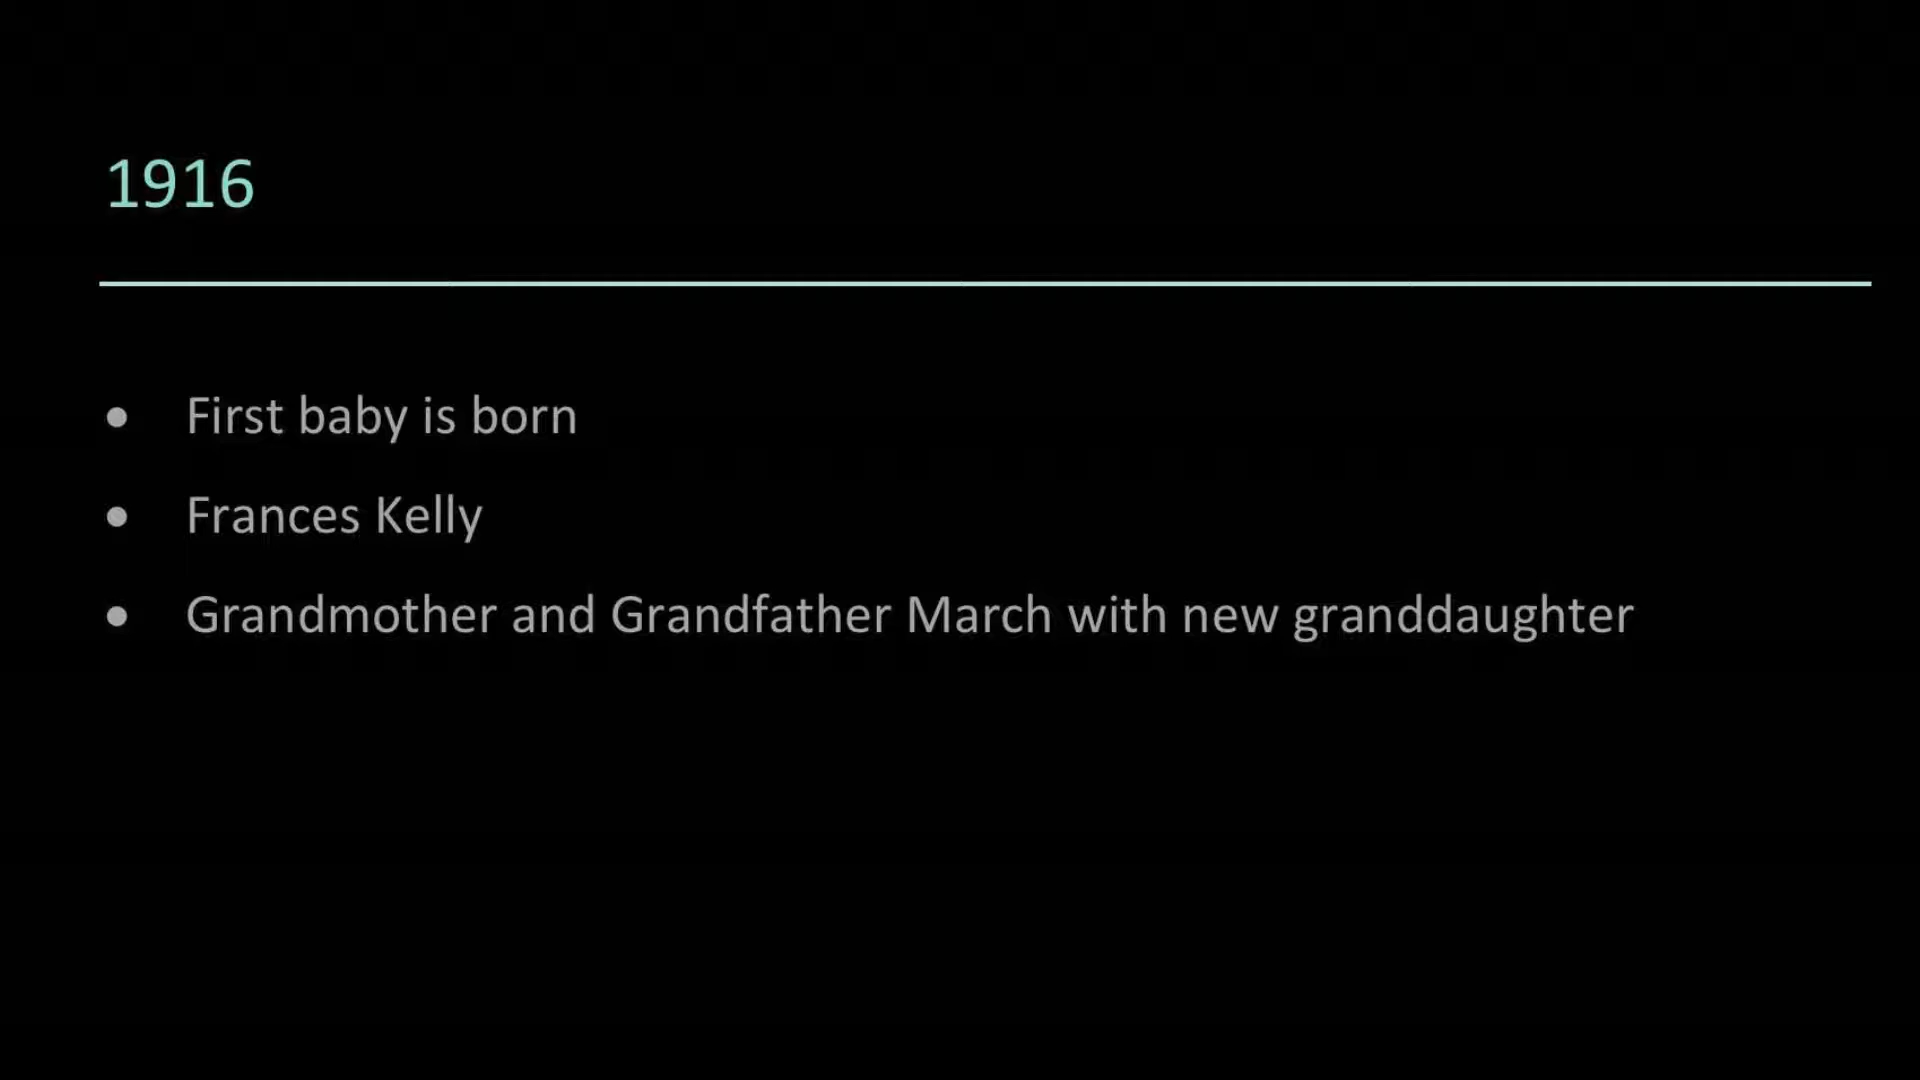 1916
● First baby is born
● Frances Kelly
● Grandmother and Grandfather March with new granddaughter